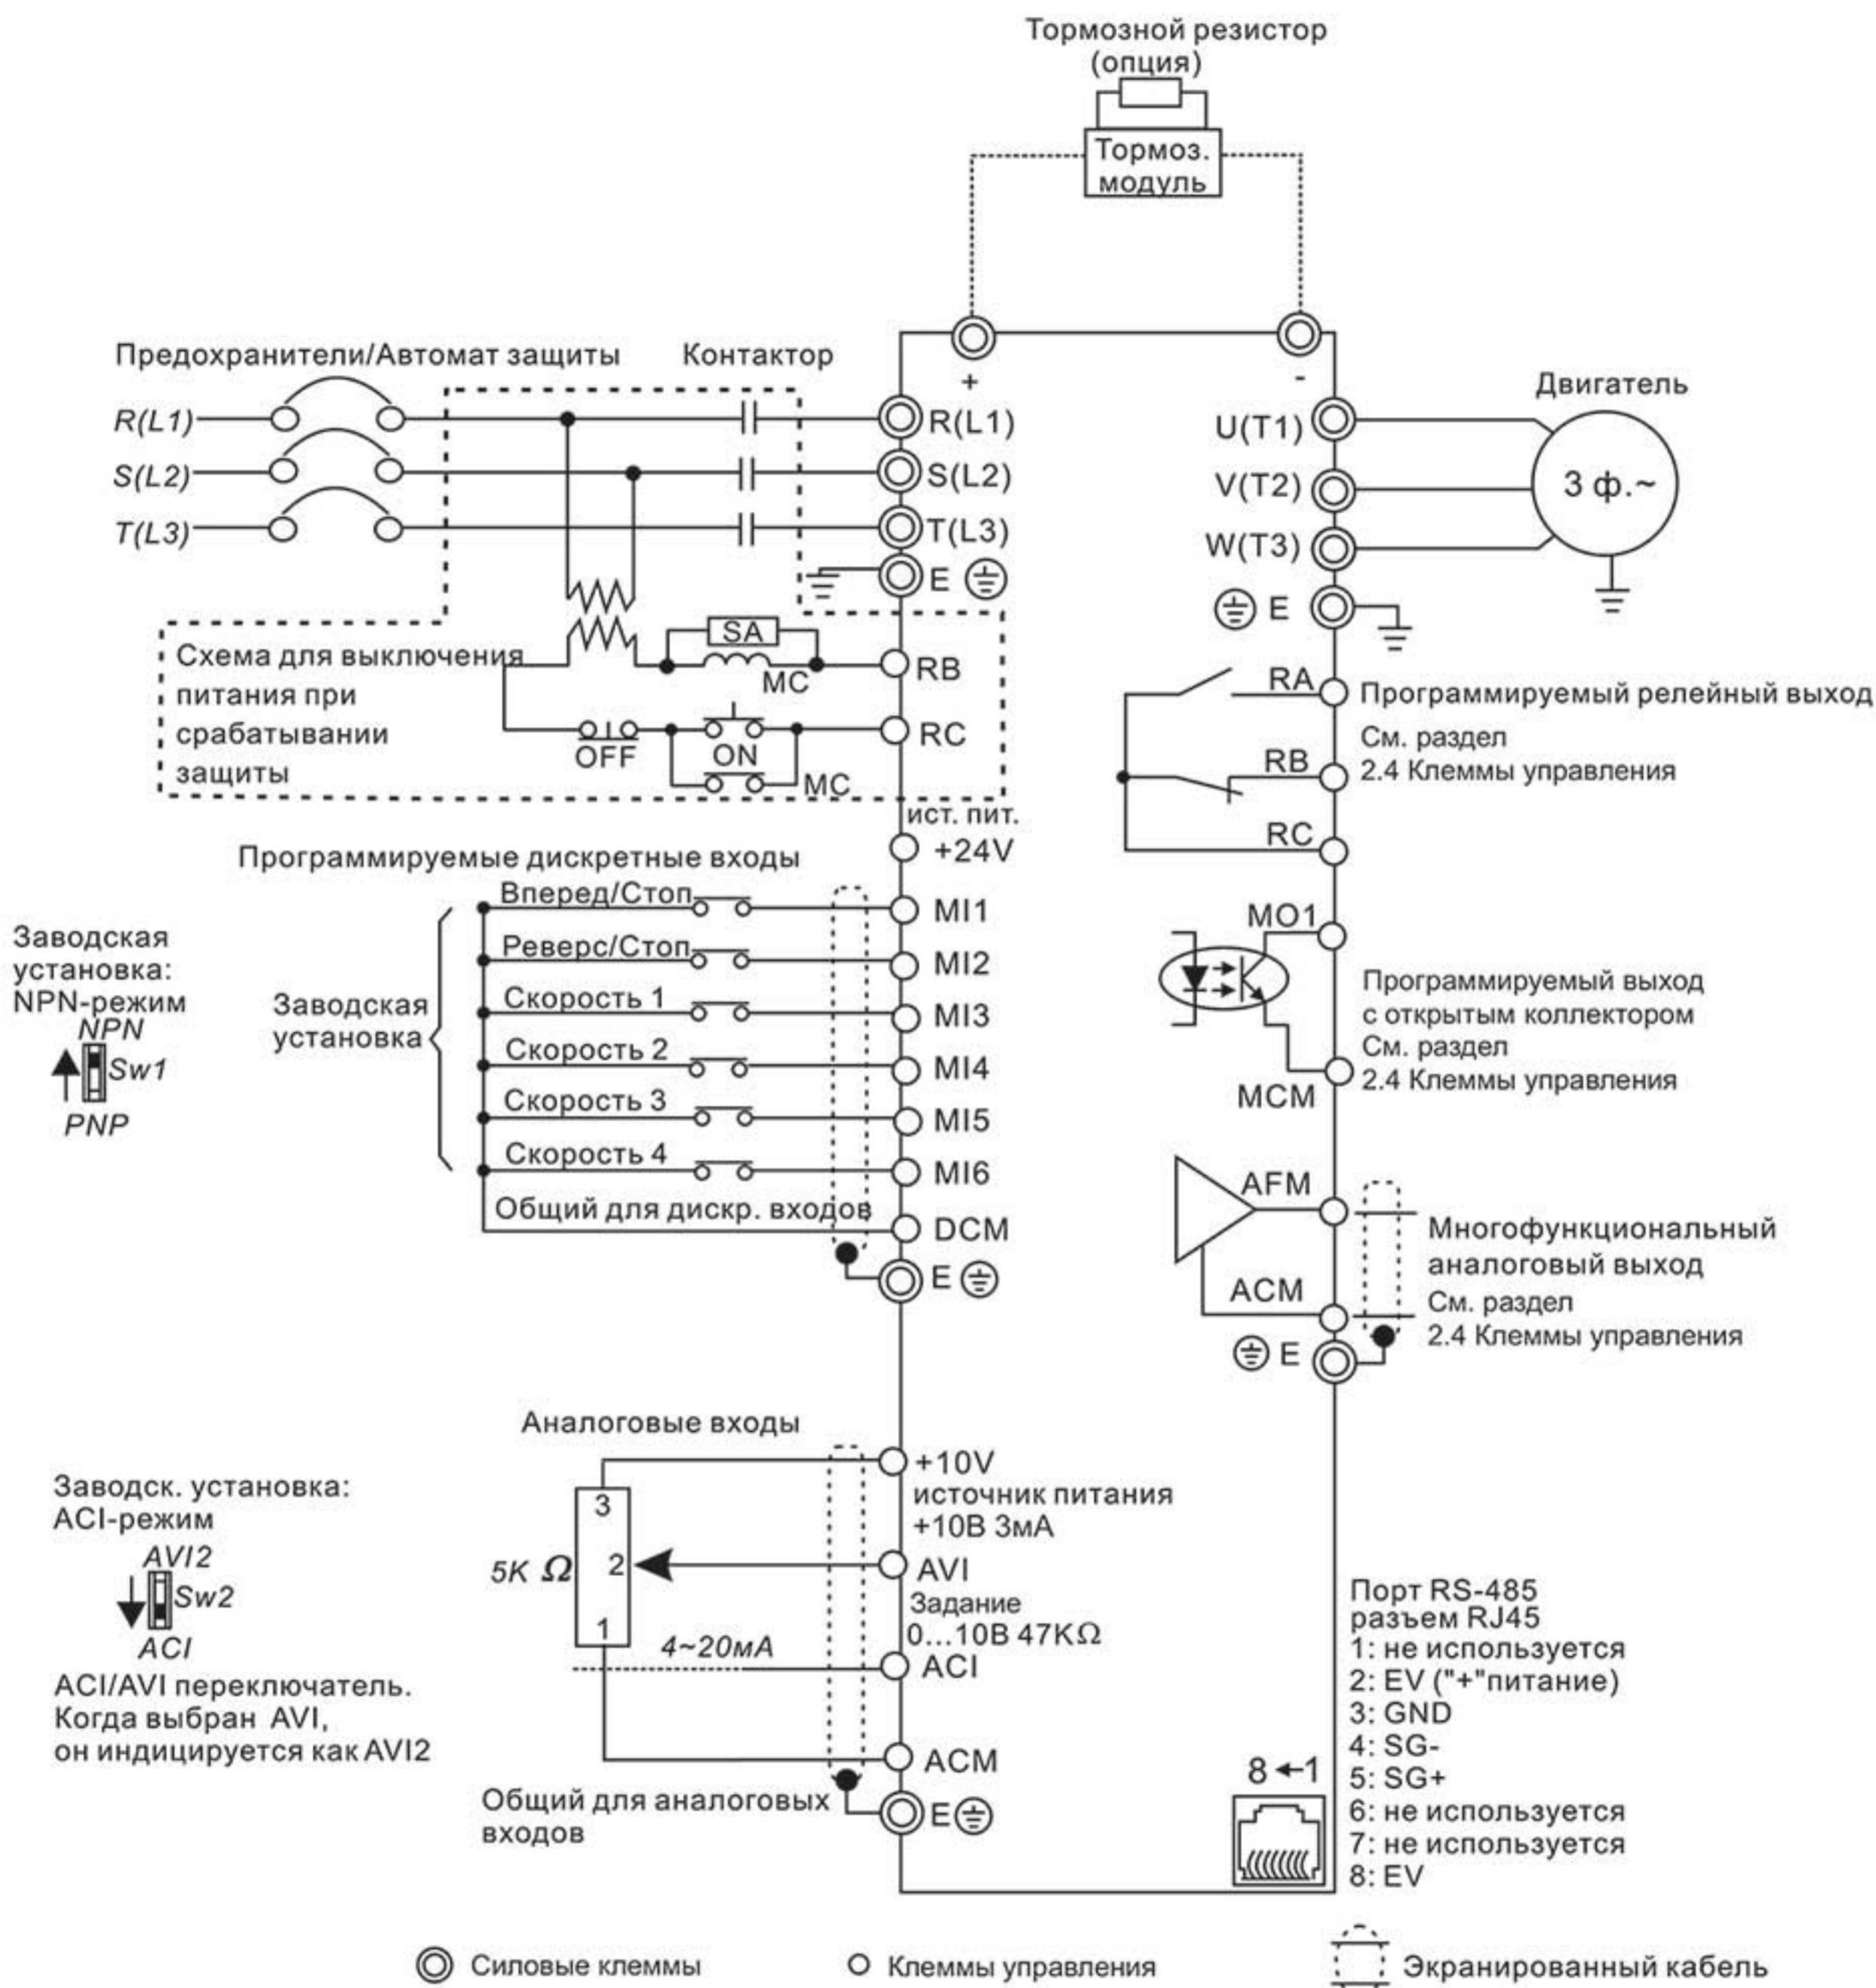 Тормозной резистор
(опция)
Тормоз.
модуль
Предохранители/Автомат защиты
Контактор
+
-
Двигатель
R(L1)
R(L1)
U(T1)
S(L2)
S(L2)
V(T2)
3 ф.~
T(L3)
T(L3)
W(T3)
E
E
Схема для выключения
питания при
срабатывании
защиты
SA
MC
RB
OFF
ON
MC
RC
RA
Программируемый релейный выход
См. раздел
2.4 Клеммы управления
RB
RC
ист. пит.
+24V
Программируемые дискретные входы
Вперед/Стоп
MI1
Реверс/Стоп
MI2
Скорость 1
MI3
Скорость 2
MI4
Скорость 3
MI5
Скорость 4
MI6
Общий для дискр. входов
DCM
E
Заводская
установка:
NPN-режим
NPN
Sw1
PNP
Заводская
установка
MO1
Программируемый выход
с открытым коллектором
См. раздел
2.4 Клеммы управления
MCM
AFM
Многофункциональный
аналоговый выход
См. раздел
2.4 Клеммы управления
ACM
E
Аналоговые входы
+10V
источник питания
+10В 3мА
3
5K Ω
2
1
AVI
Задание
0...10В 47KΩ
4~20мА
ACI
ACM
Общий для аналоговых
входов
E
Заводск. установка:
ACI-режим
AVI2
Sw2
ACI
ACI/AVI переключатель.
Когда выбран AVI,
он индицируется как AVI2
Порт RS-485
разъем RJ45
1: не используется
2: EV ("+"питание)
3: GND
4: SG-
5: SG+
6: не используется
7: не используется
8: EV
8←1
Силовые клеммы
Клеммы управления
Экранированный кабель